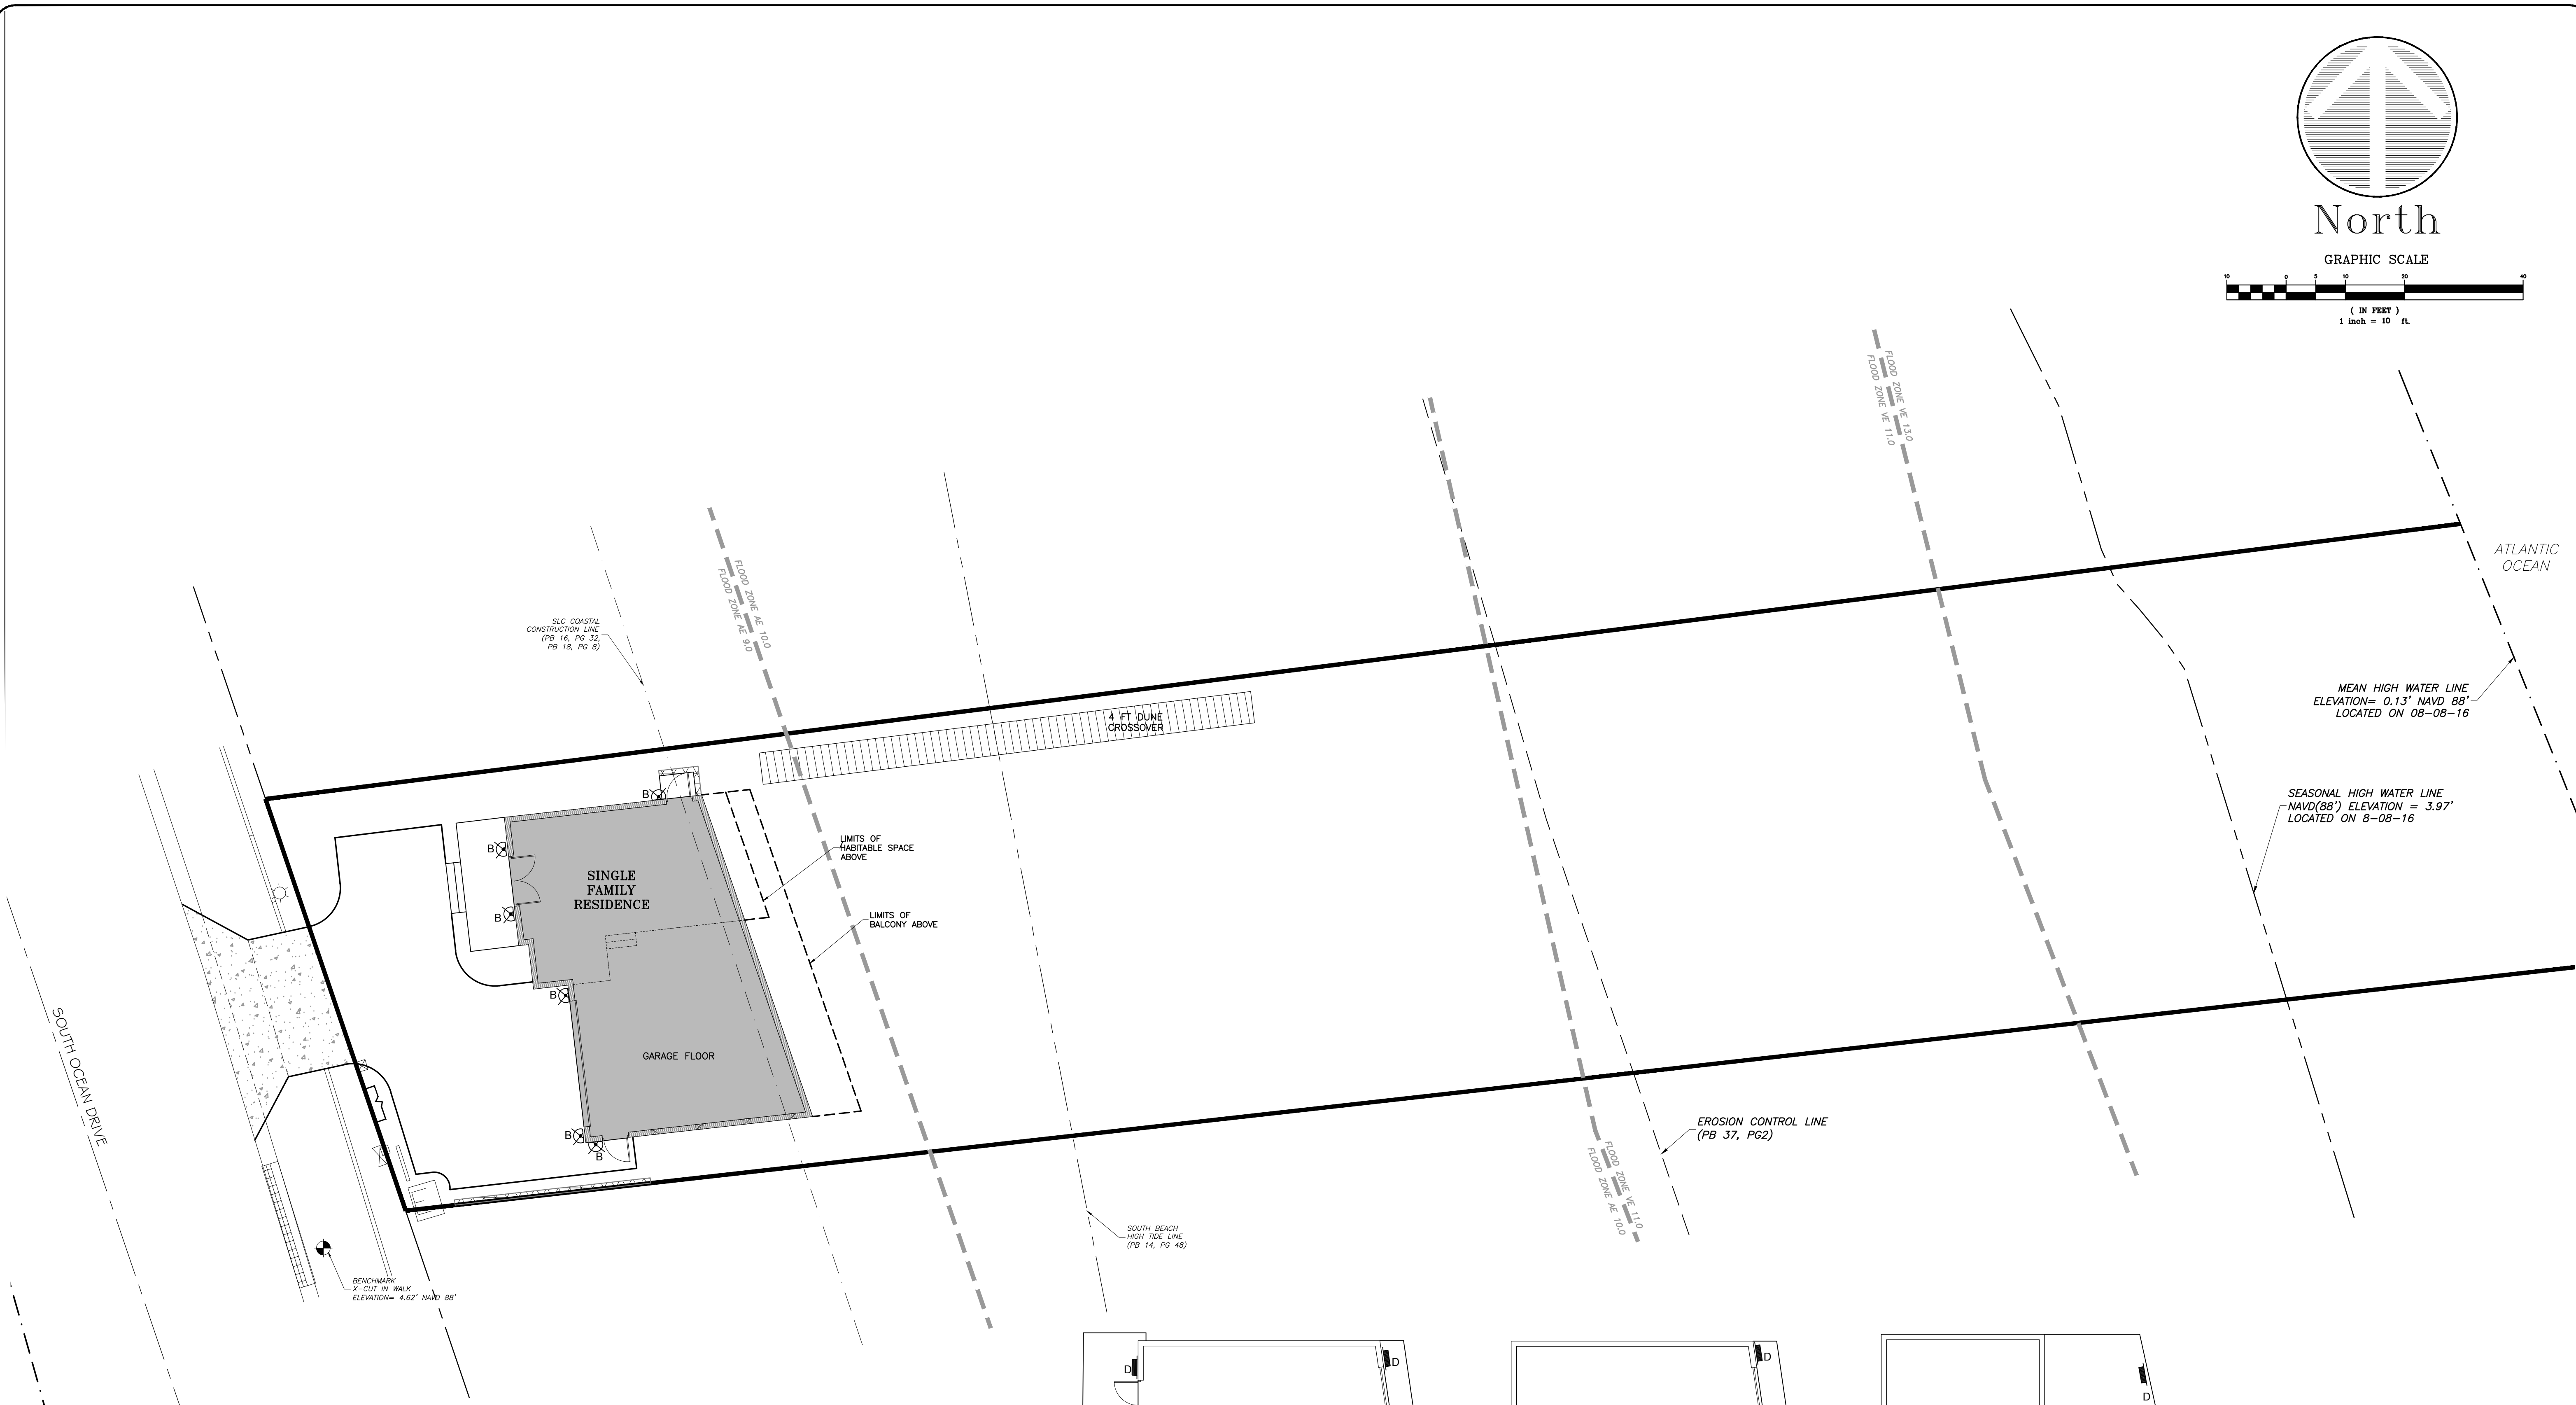 North
GRAPHIC SCALE
10 0 5 10 20 40
( IN FEET )
1 inch = 10 ft.
FLOOD ZONE VE 13.0
FLOOD ZONE VE 11.0
ATLANTIC
OCEAN
FLOOD ZONE AE 10.0
FLOOD ZONE AE 9.0
SLC COASTAL
CONSTRUCTION LINE
(PB 16, PG 32,
PB 18, PG 8)
MEAN HIGH WATER LINE
ELEVATION= 0.13' NAVD 88'
LOCATED ON 08-08-16
4 FT DUNE
CROSSOVER
SEASONAL HIGH WATER LINE
NAVD(88') ELEVATION = 3.97'
LOCATED ON 8-08-16
B
B
LIMITS OF
HABITABLE SPACE
ABOVE
SINGLE
FAMILY
RESIDENCE
B
LIMITS OF
BALCONY ABOVE
B
SOUTH OCEAN DRIVE
GARAGE FLOOR
B
B
EROSION CONTROL LINE
(PB 37, PG2)
FLOOD ZONE VE 11.0
FLOOD ZONE AE 10.0
SOUTH BEACH
HIGH TIDE LINE
(PB 14, PG 48)
BENCHMARK
X-CUT IN WALK
ELEVATION= 4.62' NAVD 88'
D
D
D
D